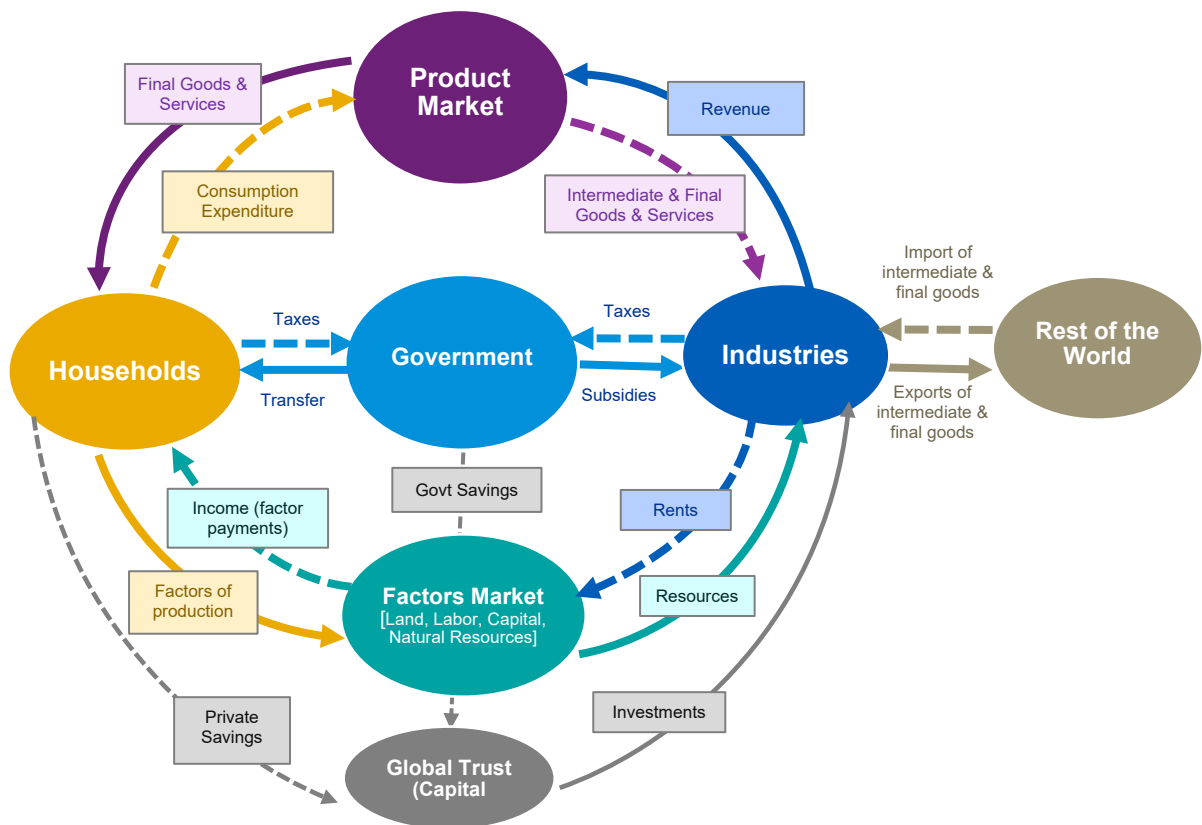 Product
Market
Final Goods &
Services
Revenue
Consumption
Expenditure
Intermediate & Final
Goods & Services
Import of
intermediate &
final goods
Households
Taxes
Transfer
Government
Taxes
Subsidies
Industries
Rest of the
World
Exports of
intermediate &
final goods
Govt Savings
Income (factor
payments)
Rents
Factors of
production
Factors Market
[Land, Labor, Capital,
Natural Resources]
Resources
Private
Savings
Investments
Global Trust
(Capital